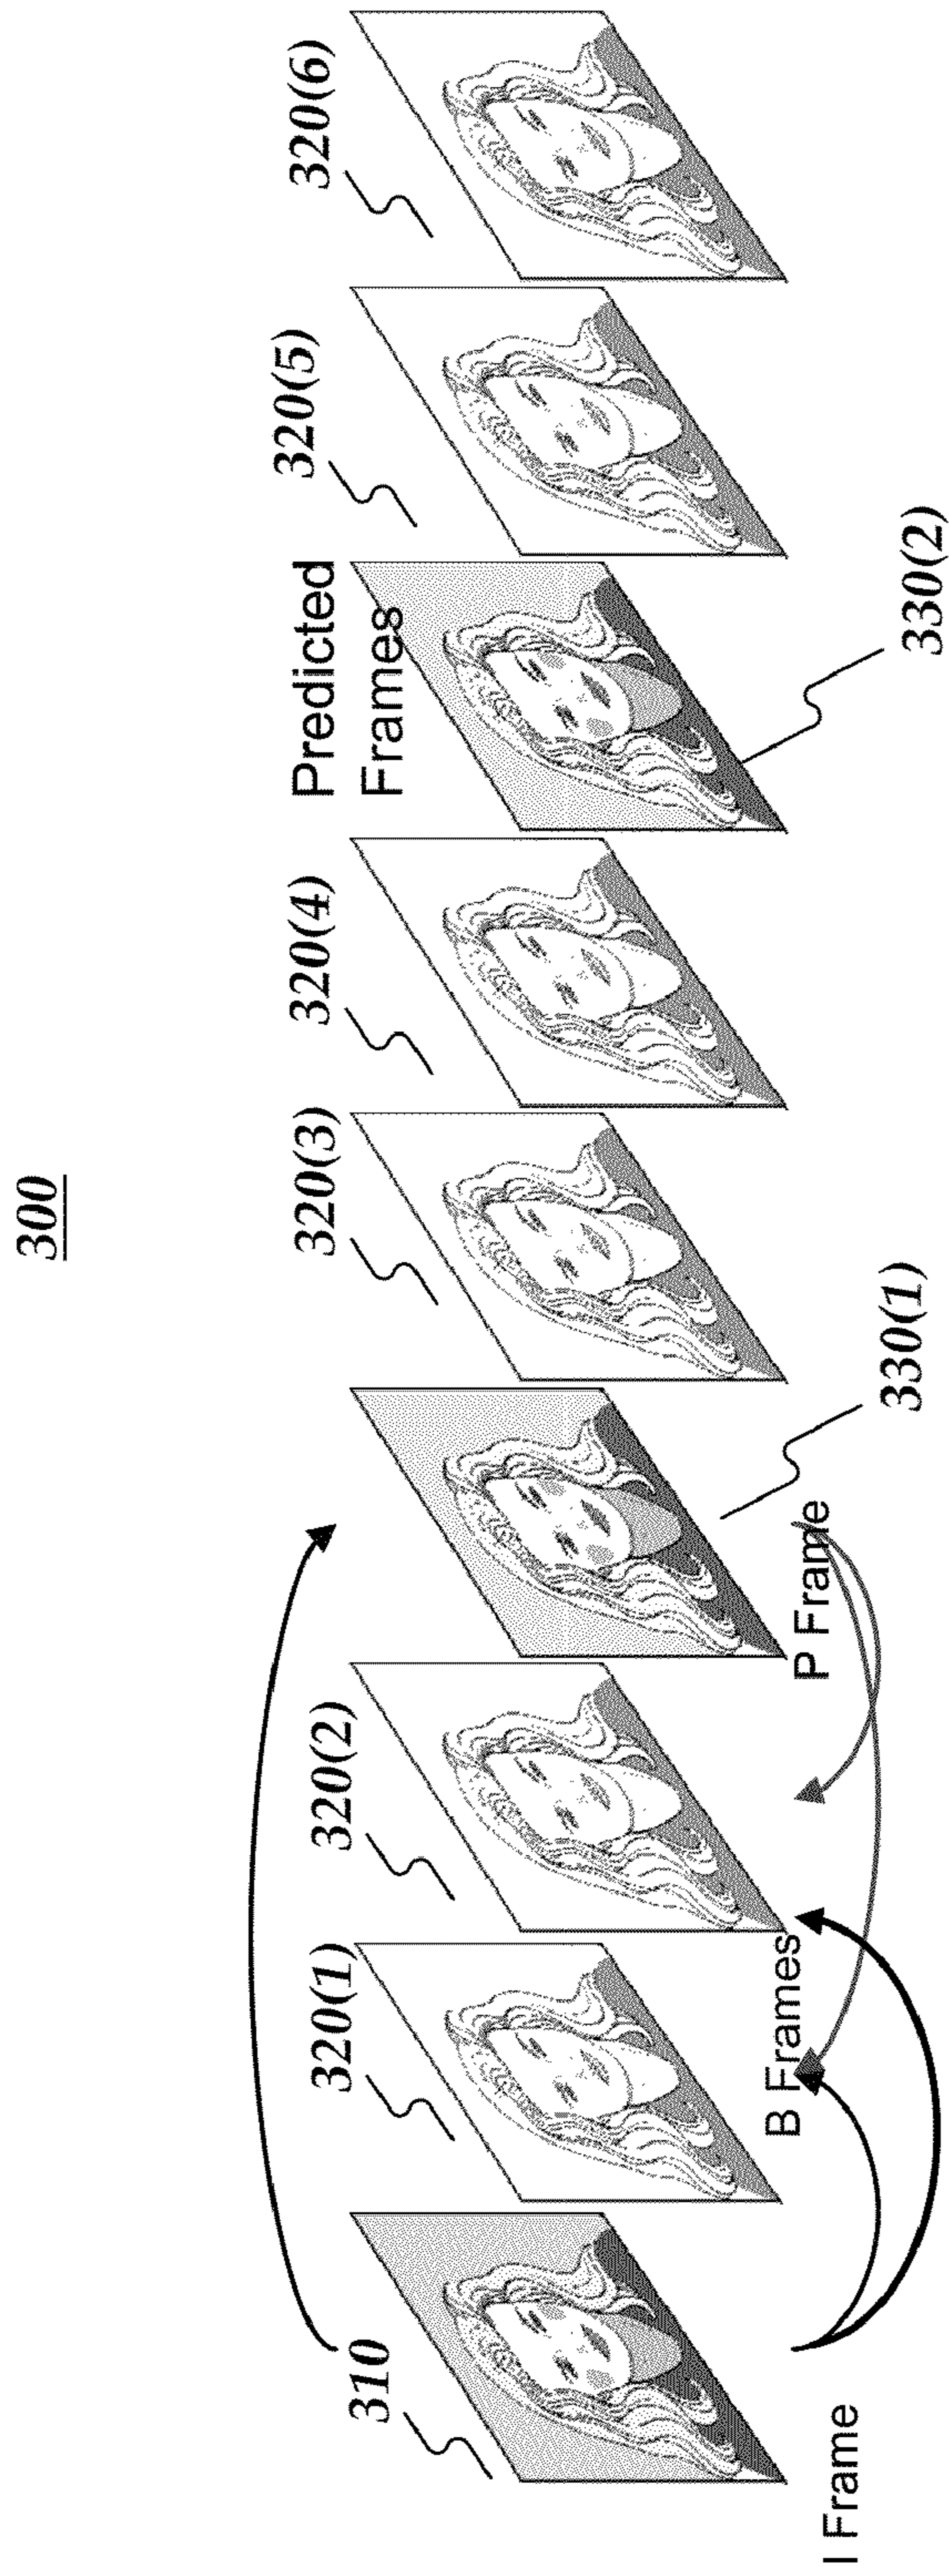 300
310
320(1)
320(2)
320(3)
320(4)
Predicted
Frames
320(5)
320(6)
I Frame
B Frames
P Frame
330(1)
330(2)